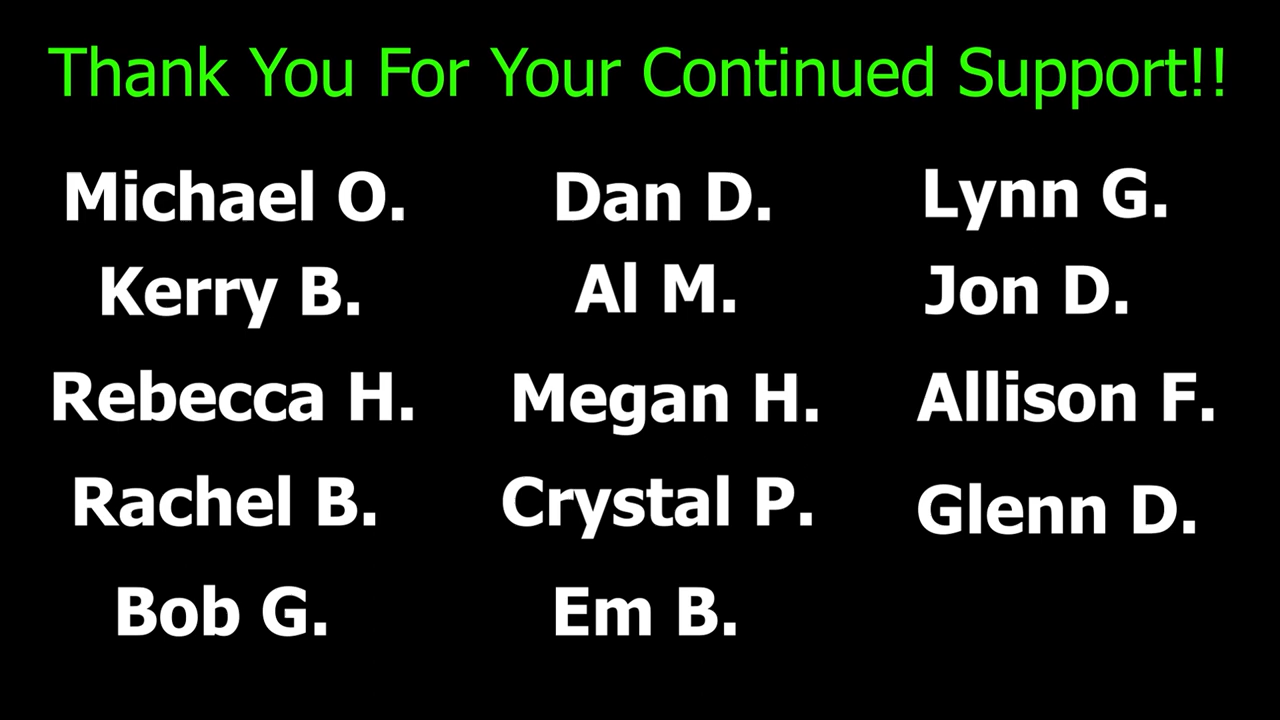 Thank You For Your Continued Support!!
Michael O. Dan D. Lynn G.
Kerry B. Al M. Jon D.
Rebecca H. Megan H. Allison F.
Rachel B. Crystal P. Glenn D.
Bob G. Em B.